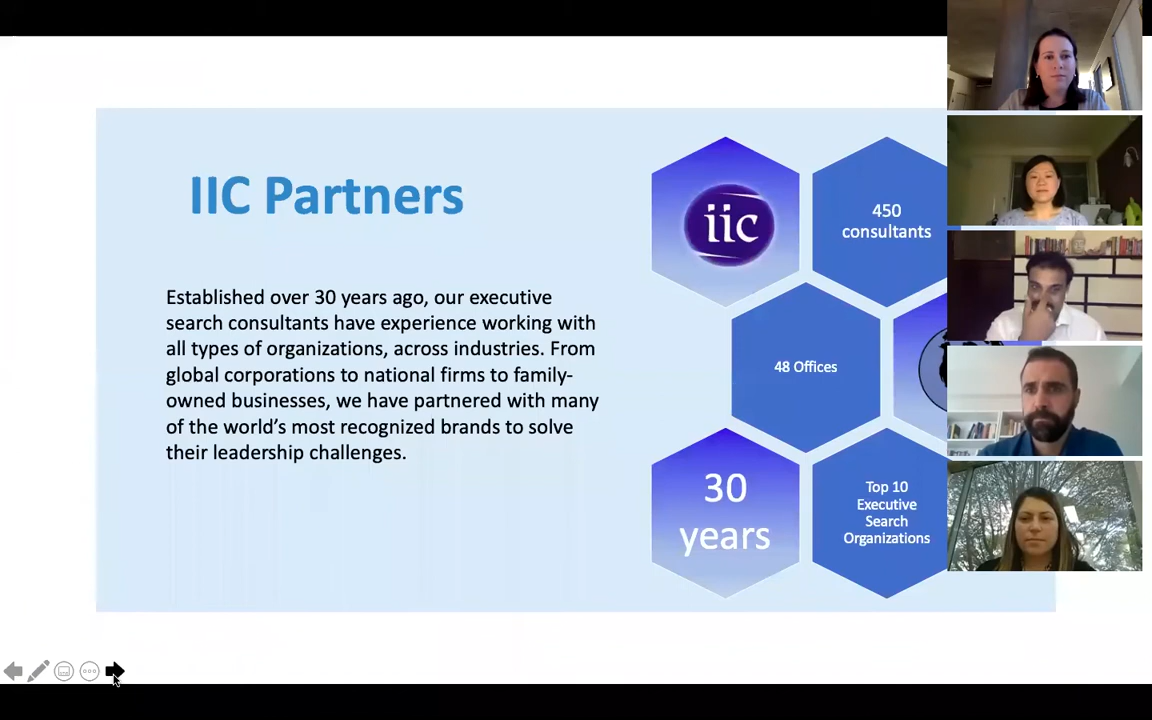 IIC Partners
Established over 30 years ago, our executive
search consultants have experience working with
all types of organizations, across industries. From
global corporations to national firms to family-
owned businesses, we have partnered with many
of the world's most recognized brands to solve
their leadership challenges.
iic
450
consultants
48 Offices
30
years
Top 10
Executive
Search
Organizations